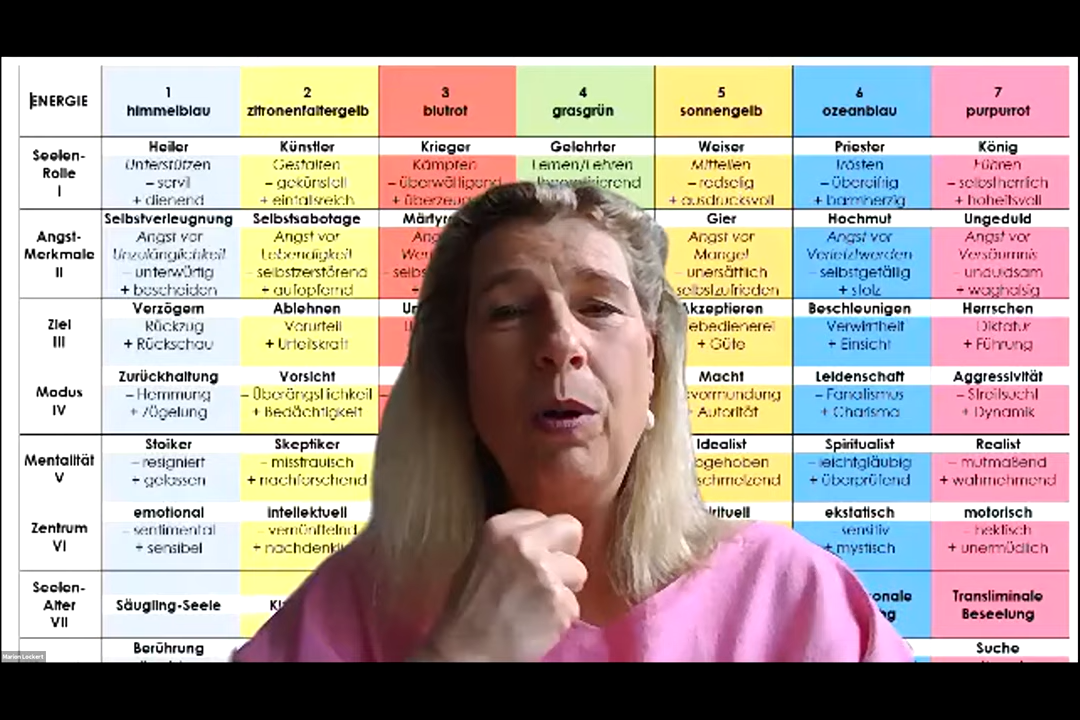 ENERGIE
1 2 3 4 5 6 7
himmelblau zitronenfaltergelb blutrot grasgrün sonnengelb ozeanblau purpurrot
Seelen-
Rolle
I
Heiler Künstler Krieger Gelehrter Weiser Priester König
Unterstützen Gestalten Kämpfen Lernen/Lehren Mitteilen Trösten Führen
– servil – gekünstelt – überwältigend – redselig – übereifrig – selbstherrlich
+ dienend + einfallsreich + ausdrucksvoll + barmherzig + hoheitsvoll
Angst-
Merkmale
II
Selbstverleugnung Selbstsabotage Gier Hochmut Ungeduld
Angst vor Angst vor Angst vor Angst vor Angst vor
Unzulänglichkeit Lebendigkeit Mangel Verletztwerden Versäumnis
– unterwürfig – selbstzerstörend – unersättlich – selbstgefällig – unduldsam
+ bescheiden + aufopfernd selbstzufrieden + stolz + waghalsig
Ziel
III
Verzögern Ablehnen Akzeptieren Beschleunigen Herrschen
Rückzug Vorurteil Verwirrtheit Diktatur
+ Rückschau + Urteilskraft + Güte + Einsicht + Führung
Modus
IV
Zurückhaltung Vorsicht Macht Leidenschaft Aggressivität
– Hemmung – Überängstlichkeit – Fanatismus – Streitsucht
+ Zügelung + Bedächtigkeit Autorität + Charisma + Dynamik
Mentalität
V
Stoiker Skeptiker Idealist Spiritualist Realist
– resigniert – misstrauisch – leichtgläubig – mutmaßend
+ gelassen + nachforschend + überprüfend + wahrnehmend
Zentrum
VI
emotional intellektuell ekstatisch motorisch
– sentimental – vernünftelnd – sensitiv – hektisch
+ sensibel + mystisch + unermüdlich
Seelen-
Alter
VII
Säugling-Seele Transliminale
Beseelung
Berührung Suche
Marion Lockert